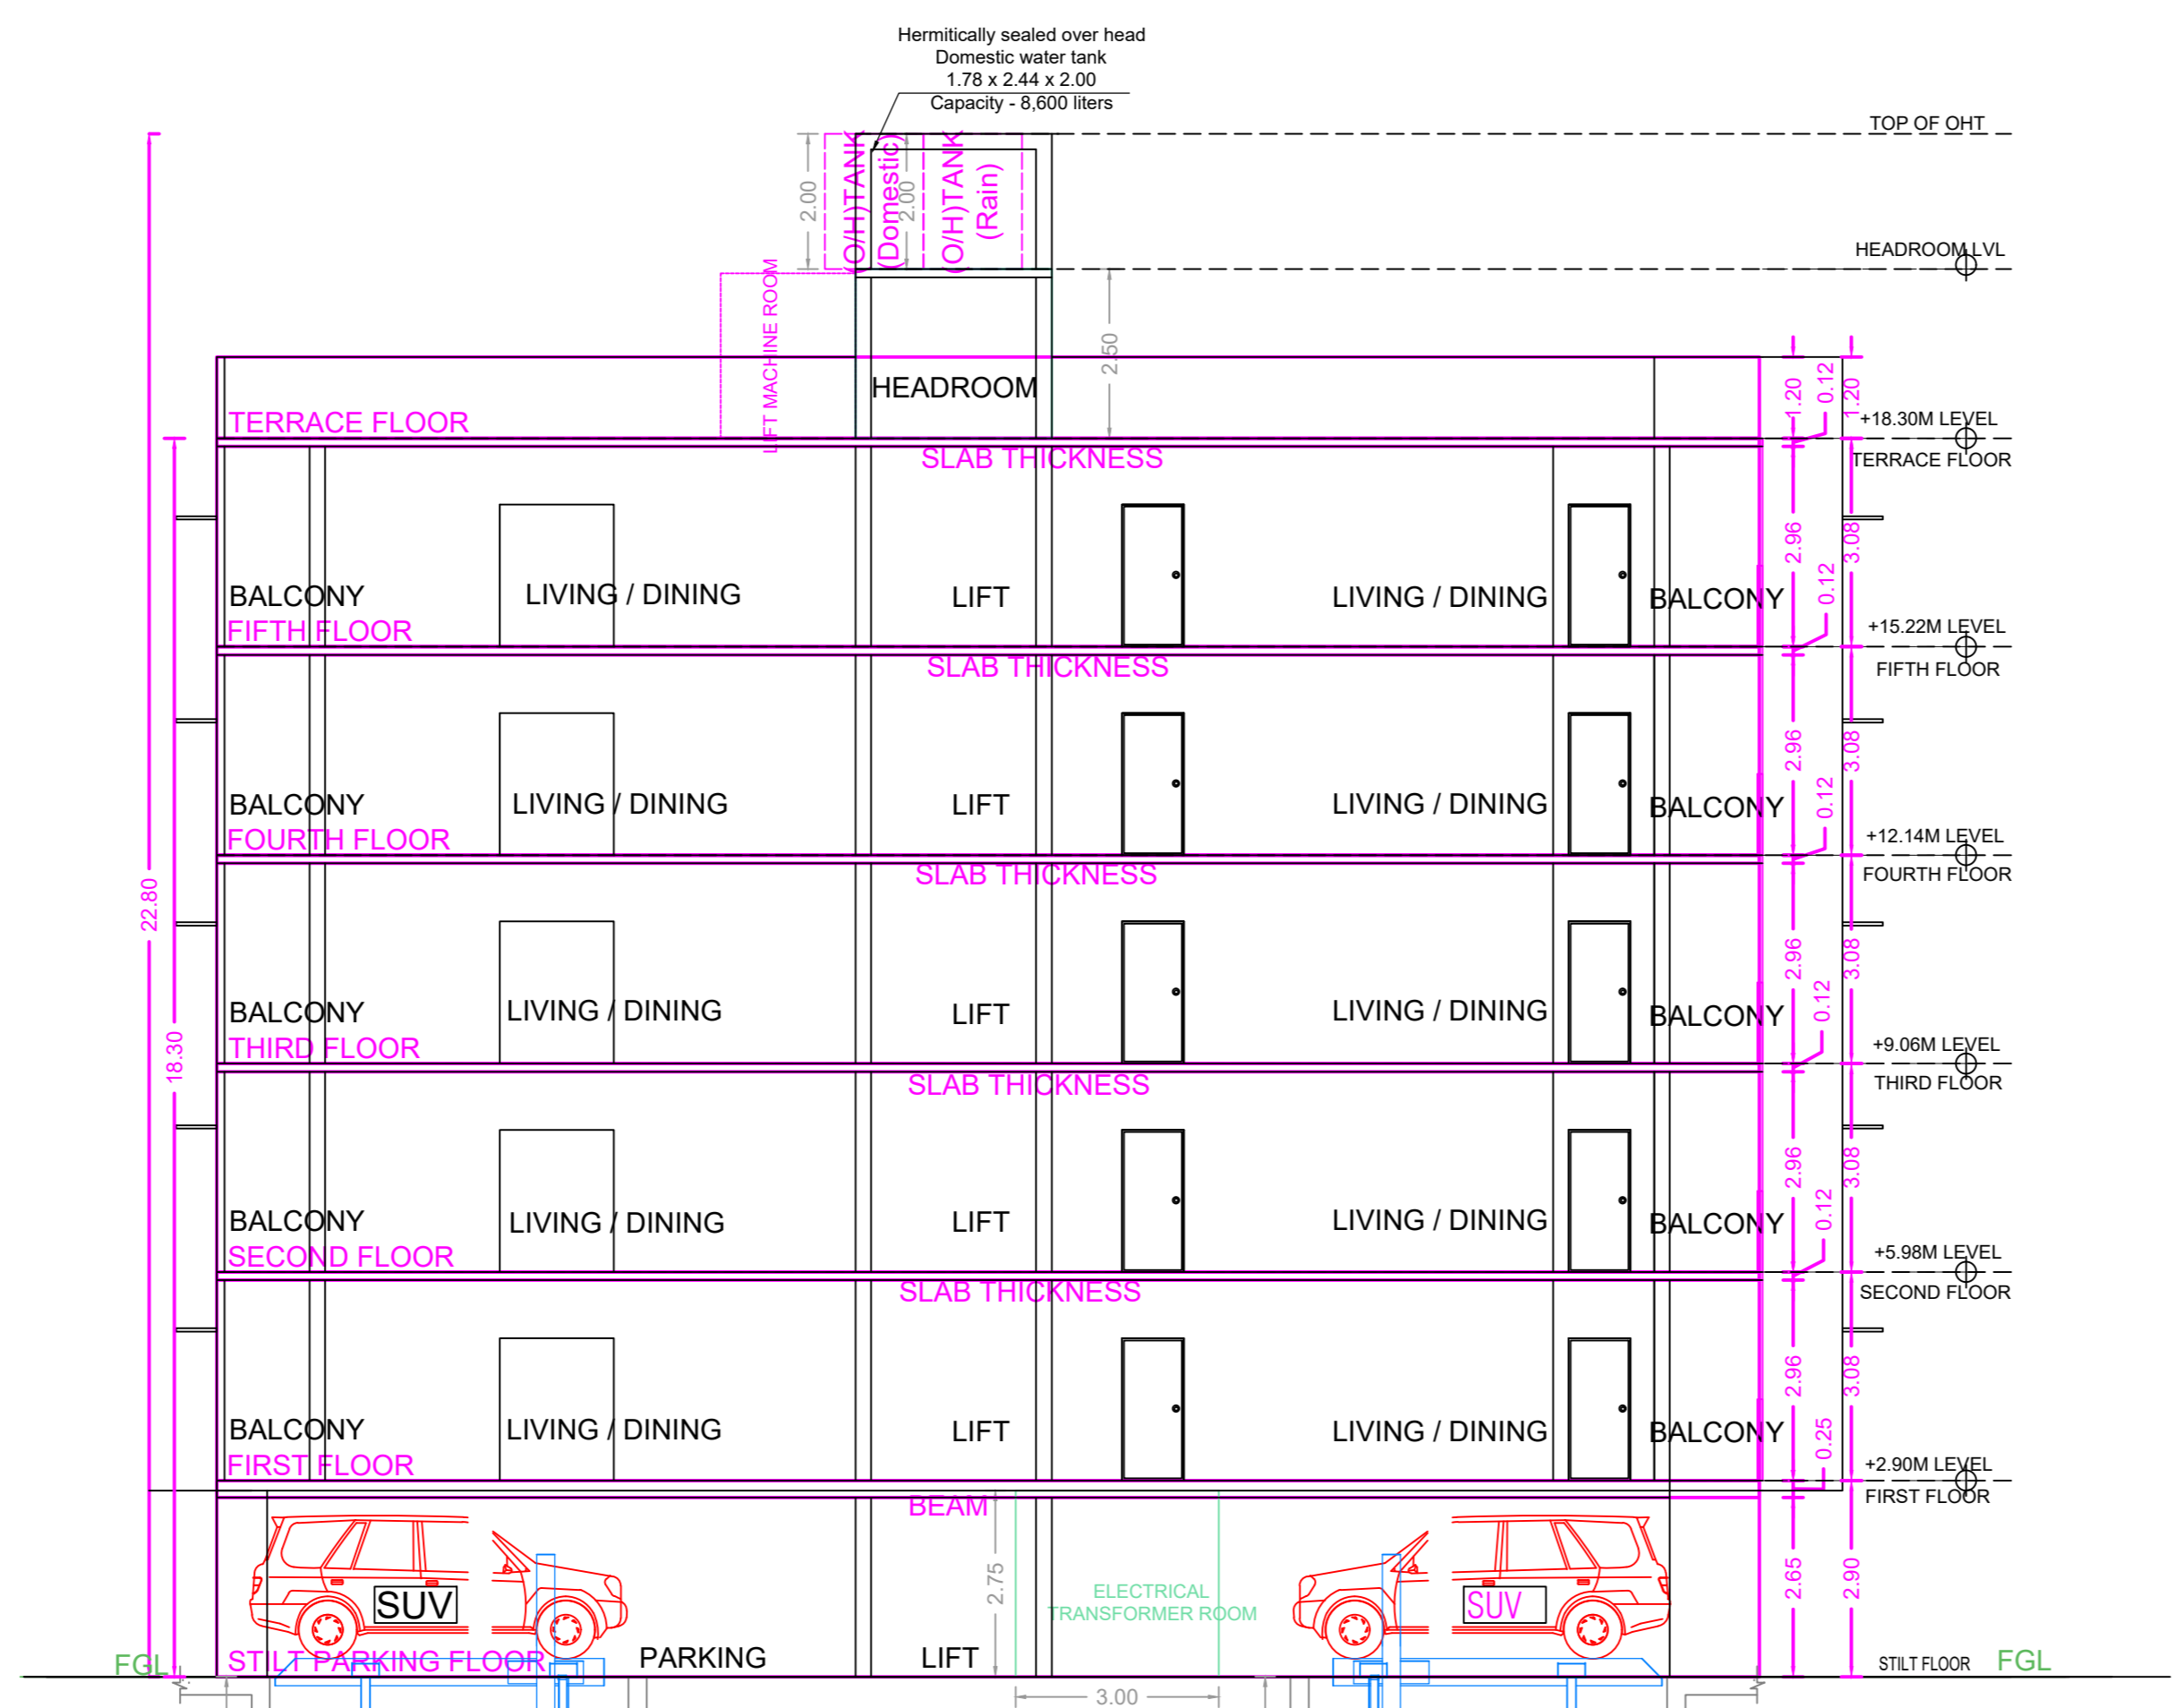 Hermitically sealed over head
Domestic water tank
1.78 x 2.44 x 2.00
Capacity - 8,600 liters
TOP OF OHT
2.00
(O/H)TANK
(Domestic)
2.00
(O/H)TANK
(Rain)
HEADROOM LVL
LIFT MACHINE ROOM
2.50
HEADROOM
1.20
0.12
1.20
+18.30M LEVEL
TERRACE FLOOR
TERRACE FLOOR
SLAB THICKNESS
2.96
3.08
BALCONY
LIVING / DINING
LIFT
LIVING / DINING
BALCONY
0.12
FIFTH FLOOR
+15.22M LEVEL
FIFTH FLOOR
SLAB THICKNESS
2.96
3.08
BALCONY
LIVING / DINING
LIFT
LIVING / DINING
BALCONY
0.12
FOURTH FLOOR
+12.14M LEVEL
FOURTH FLOOR
SLAB THICKNESS
22.80
2.96
3.08
BALCONY
LIVING / DINING
LIFT
LIVING / DINING
BALCONY
0.12
THIRD FLOOR
18.30
+9.06M LEVEL
THIRD FLOOR
SLAB THICKNESS
2.96
3.08
BALCONY
LIVING / DINING
LIFT
LIVING / DINING
BALCONY
0.12
SECOND FLOOR
+5.98M LEVEL
SECOND FLOOR
SLAB THICKNESS
2.96
3.08
BALCONY
LIVING / DINING
LIFT
LIVING / DINING
BALCONY
0.25
FIRST FLOOR
+2.90M LEVEL
FIRST FLOOR
BEAM
2.75
ELECTRICAL
TRANSFORMER ROOM
2.65
2.90
SUV
SUV
FGL
STILT PARKING FLOOR
PARKING
LIFT
STILT FLOOR
FGL
3.00